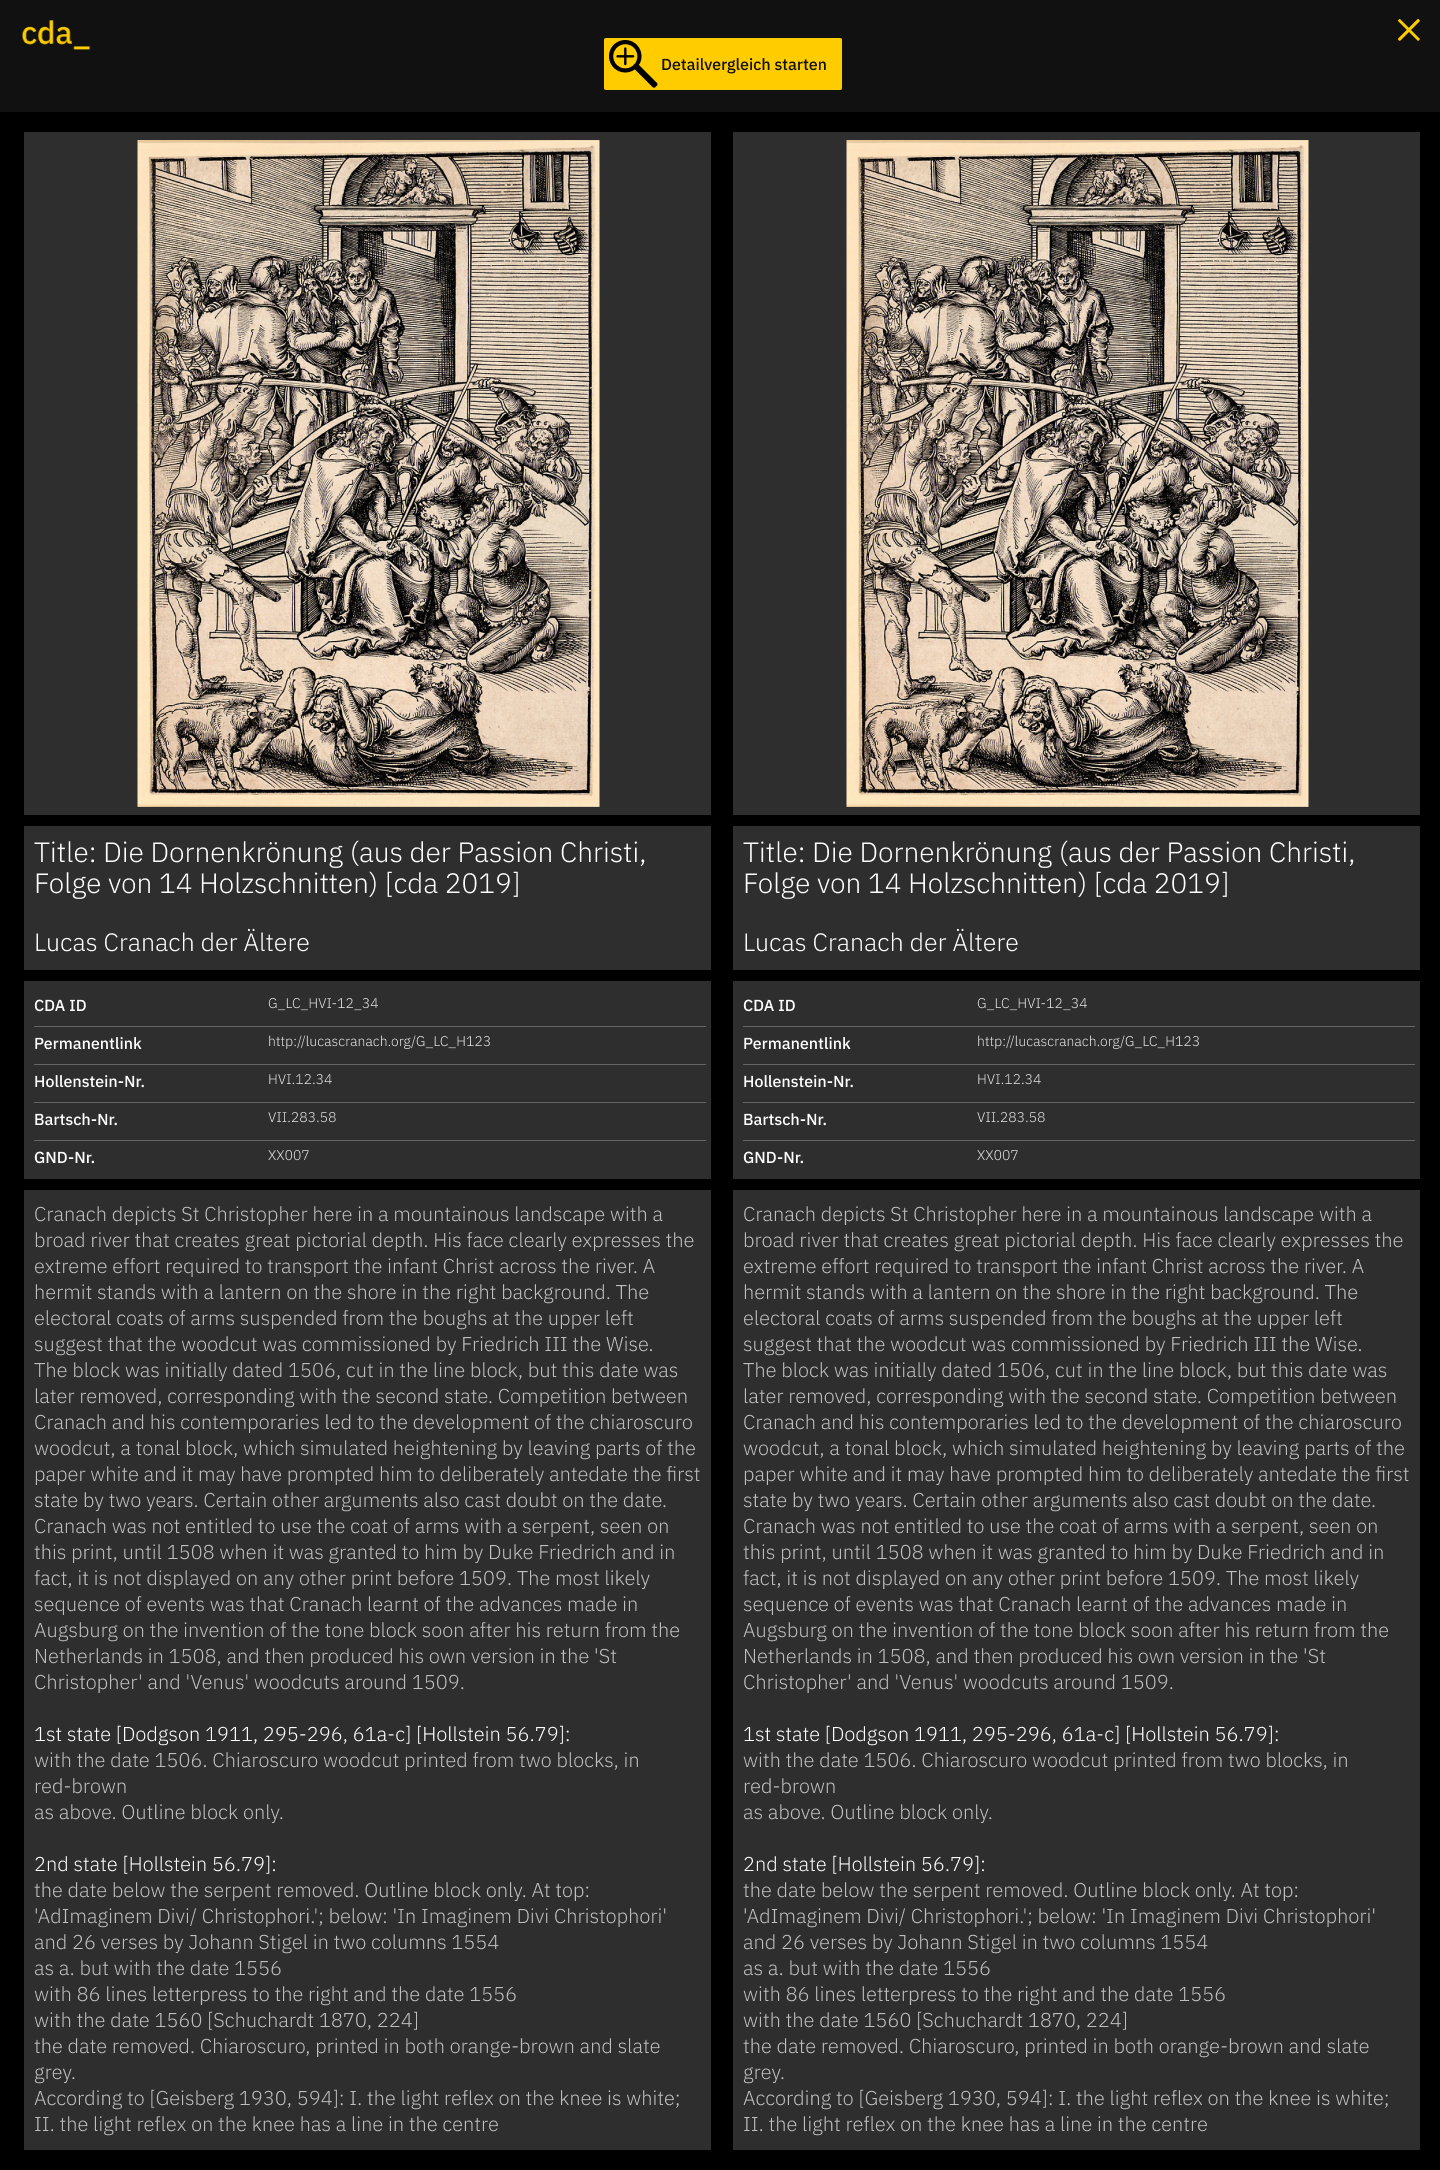 cda_
Detailvergleich starten
Title: Die Dornenkrönung (aus der Passion Christi,
Folge von 14 Holzschnitten) [cda 2019]
Lucas Cranach der Ältere
CDA ID G_LC_HVI-12_34
Permanentlink http://lucascranach.org/G_LC_H123
Hollenstein-Nr. HVI.12.34
Bartsch-Nr. VII.283.58
GND-Nr. XX007
Cranach depicts St Christopher here in a mountainous landscape with a
broad river that creates great pictorial depth. His face clearly expresses the
extreme effort required to transport the infant Christ across the river. A
hermit stands with a lantern on the shore in the right background. The
electoral coats of arms suspended from the boughs at the upper left
suggest that the woodcut was commissioned by Friedrich III the Wise.
The block was initially dated 1506, cut in the line block, but this date was
later removed, corresponding with the second state. Competition between
Cranach and his contemporaries led to the development of the chiaroscuro
woodcut, a tonal block, which simulated heightening by leaving parts of the
paper white and it may have prompted him to deliberately antedate the first
state by two years. Certain other arguments also cast doubt on the date.
Cranach was not entitled to use the coat of arms with a serpent, seen on
this print, until 1508 when it was granted to him by Duke Friedrich and in
fact, it is not displayed on any other print before 1509. The most likely
sequence of events was that Cranach learnt of the advances made in
Augsburg on the invention of the tone block soon after his return from the
Netherlands in 1508, and then produced his own version in the 'St
Christopher' and 'Venus' woodcuts around 1509.
1st state [Dodgson 1911, 295-296, 61a-c] [Hollstein 56.79]:
with the date 1506. Chiaroscuro woodcut printed from two blocks, in
red-brown
as above. Outline block only.
2nd state [Hollstein 56.79]:
the date below the serpent removed. Outline block only. At top:
'AdImaginem Divi/ Christophori.'; below: 'In Imaginem Divi Christophori'
and 26 verses by Johann Stigel in two columns 1554
as a. but with the date 1556
with 86 lines letterpress to the right and the date 1556
with the date 1560 [Schuchardt 1870, 224]
the date removed. Chiaroscuro, printed in both orange-brown and slate
grey.
According to [Geisberg 1930, 594]: I. the light reflex on the knee is white;
II. the light reflex on the knee has a line in the centre
Title: Die Dornenkrönung (aus der Passion Christi,
Folge von 14 Holzschnitten) [cda 2019]
Lucas Cranach der Ältere
CDA ID G_LC_HVI-12_34
Permanentlink http://lucascranach.org/G_LC_H123
Hollenstein-Nr. HVI.12.34
Bartsch-Nr. VII.283.58
GND-Nr. XX007
Cranach depicts St Christopher here in a mountainous landscape with a
broad river that creates great pictorial depth. His face clearly expresses the
extreme effort required to transport the infant Christ across the river. A
hermit stands with a lantern on the shore in the right background. The
electoral coats of arms suspended from the boughs at the upper left
suggest that the woodcut was commissioned by Friedrich III the Wise.
The block was initially dated 1506, cut in the line block, but this date was
later removed, corresponding with the second state. Competition between
Cranach and his contemporaries led to the development of the chiaroscuro
woodcut, a tonal block, which simulated heightening by leaving parts of the
paper white and it may have prompted him to deliberately antedate the first
state by two years. Certain other arguments also cast doubt on the date.
Cranach was not entitled to use the coat of arms with a serpent, seen on
this print, until 1508 when it was granted to him by Duke Friedrich and in
fact, it is not displayed on any other print before 1509. The most likely
sequence of events was that Cranach learnt of the advances made in
Augsburg on the invention of the tone block soon after his return from the
Netherlands in 1508, and then produced his own version in the 'St
Christopher' and 'Venus' woodcuts around 1509.
1st state [Dodgson 1911, 295-296, 61a-c] [Hollstein 56.79]:
with the date 1506. Chiaroscuro woodcut printed from two blocks, in
red-brown
as above. Outline block only.
2nd state [Hollstein 56.79]:
the date below the serpent removed. Outline block only. At top:
'AdImaginem Divi/ Christophori.'; below: 'In Imaginem Divi Christophori'
and 26 verses by Johann Stigel in two columns 1554
as a. but with the date 1556
with 86 lines letterpress to the right and the date 1556
with the date 1560 [Schuchardt 1870, 224]
the date removed. Chiaroscuro, printed in both orange-brown and slate
grey.
According to [Geisberg 1930, 594]: I. the light reflex on the knee is white;
II. the light reflex on the knee has a line in the centre